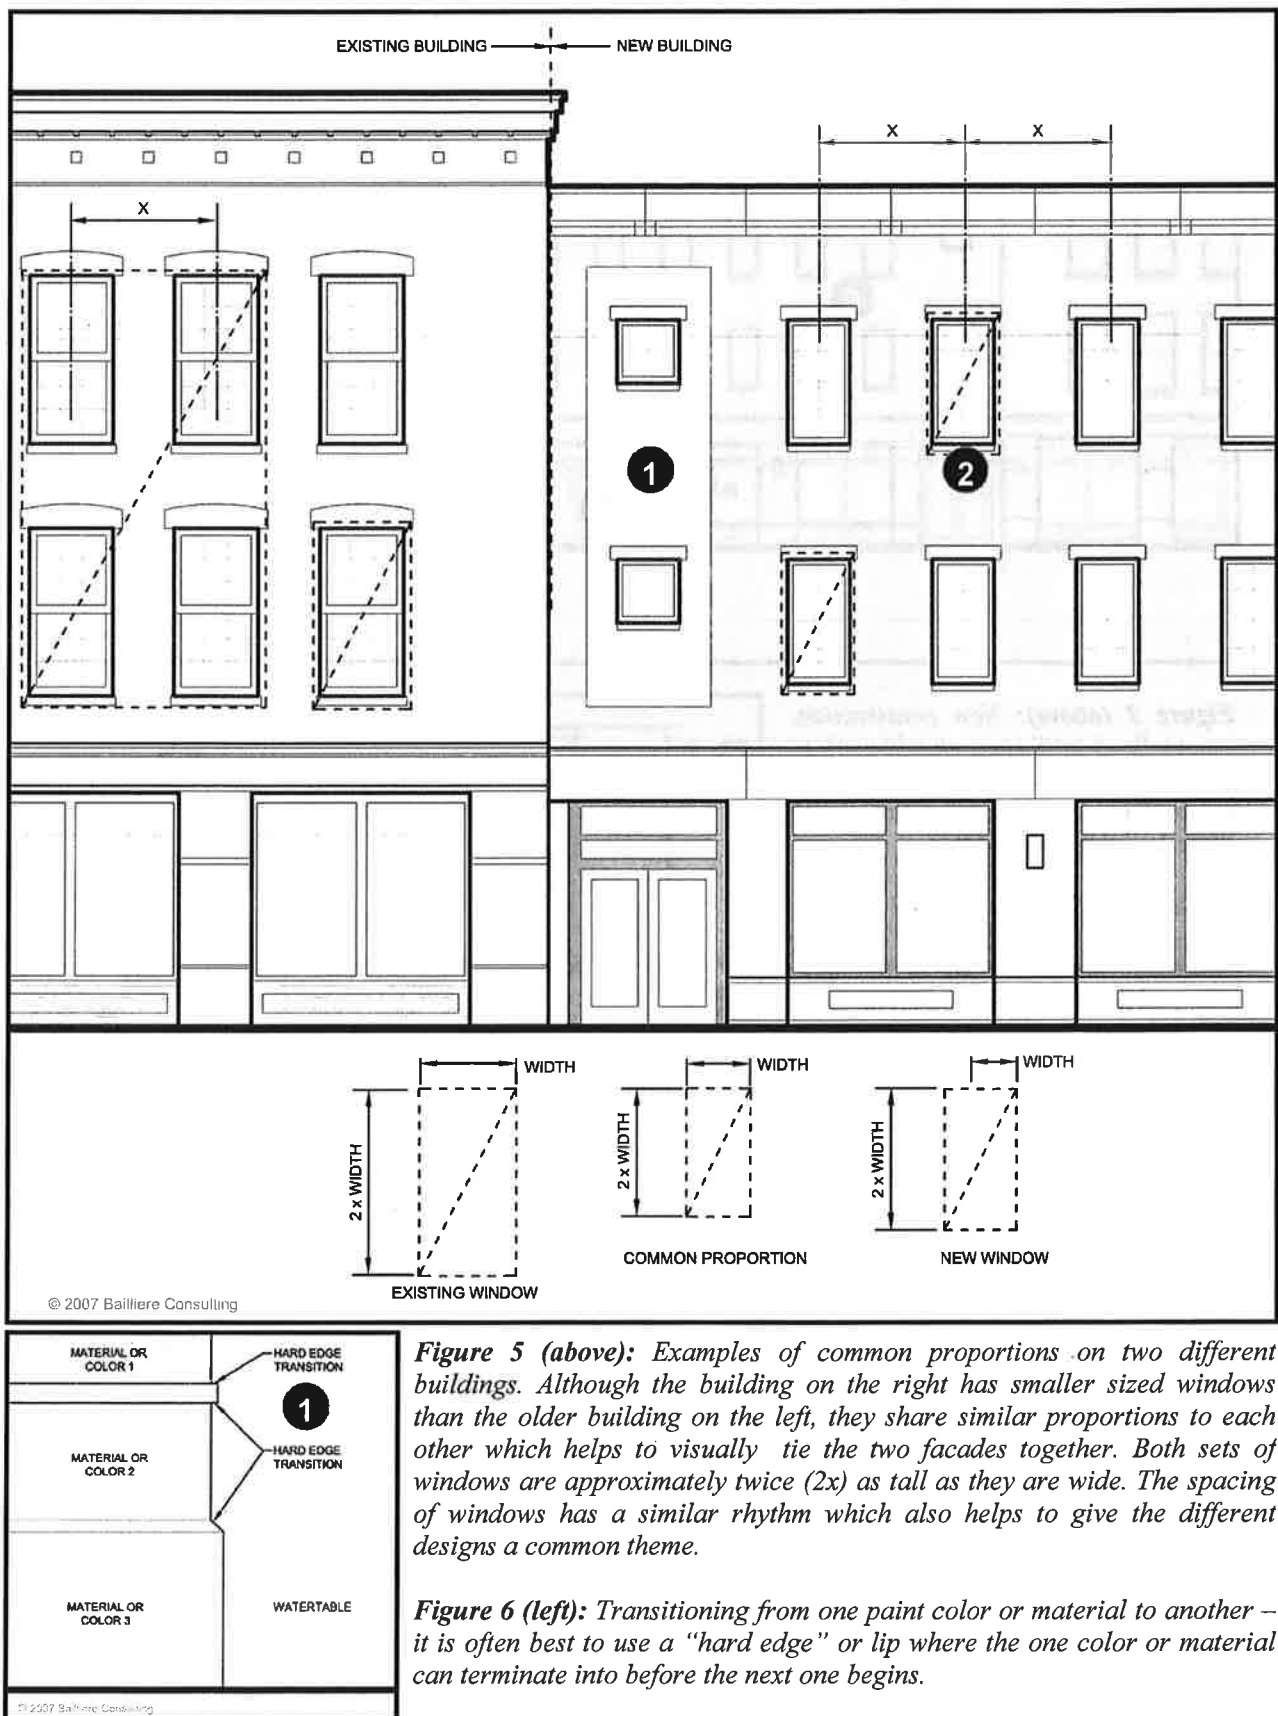 EXISTING BUILDING
NEW BUILDING
X
X
X
1
2
WIDTH
2 x WIDTH
EXISTING WINDOW
WIDTH
2 x WIDTH
COMMON PROPORTION
WIDTH
2 x WIDTH
NEW WINDOW
© 2007 Bailliere Consulting
MATERIAL OR
COLOR 1
HARD EDGE
TRANSITION
1
MATERIAL OR
COLOR 2
HARD EDGE
TRANSITION
MATERIAL OR
COLOR 3
WATERTABLE
© 2007 Bailliere Consulting
Figure 5 (above): Examples of common proportions on two different
buildings. Although the building on the right has smaller sized windows
than the older building on the left, they share similar proportions to each
other which helps to visually tie the two facades together. Both sets of
windows are approximately twice (2x) as tall as they are wide. The spacing
of windows has a similar rhythm which also helps to give the different
designs a common theme.
Figure 6 (left): Transitioning from one paint color or material to another –
it is often best to use a “hard edge” or lip where the one color or material
can terminate into before the next one begins.